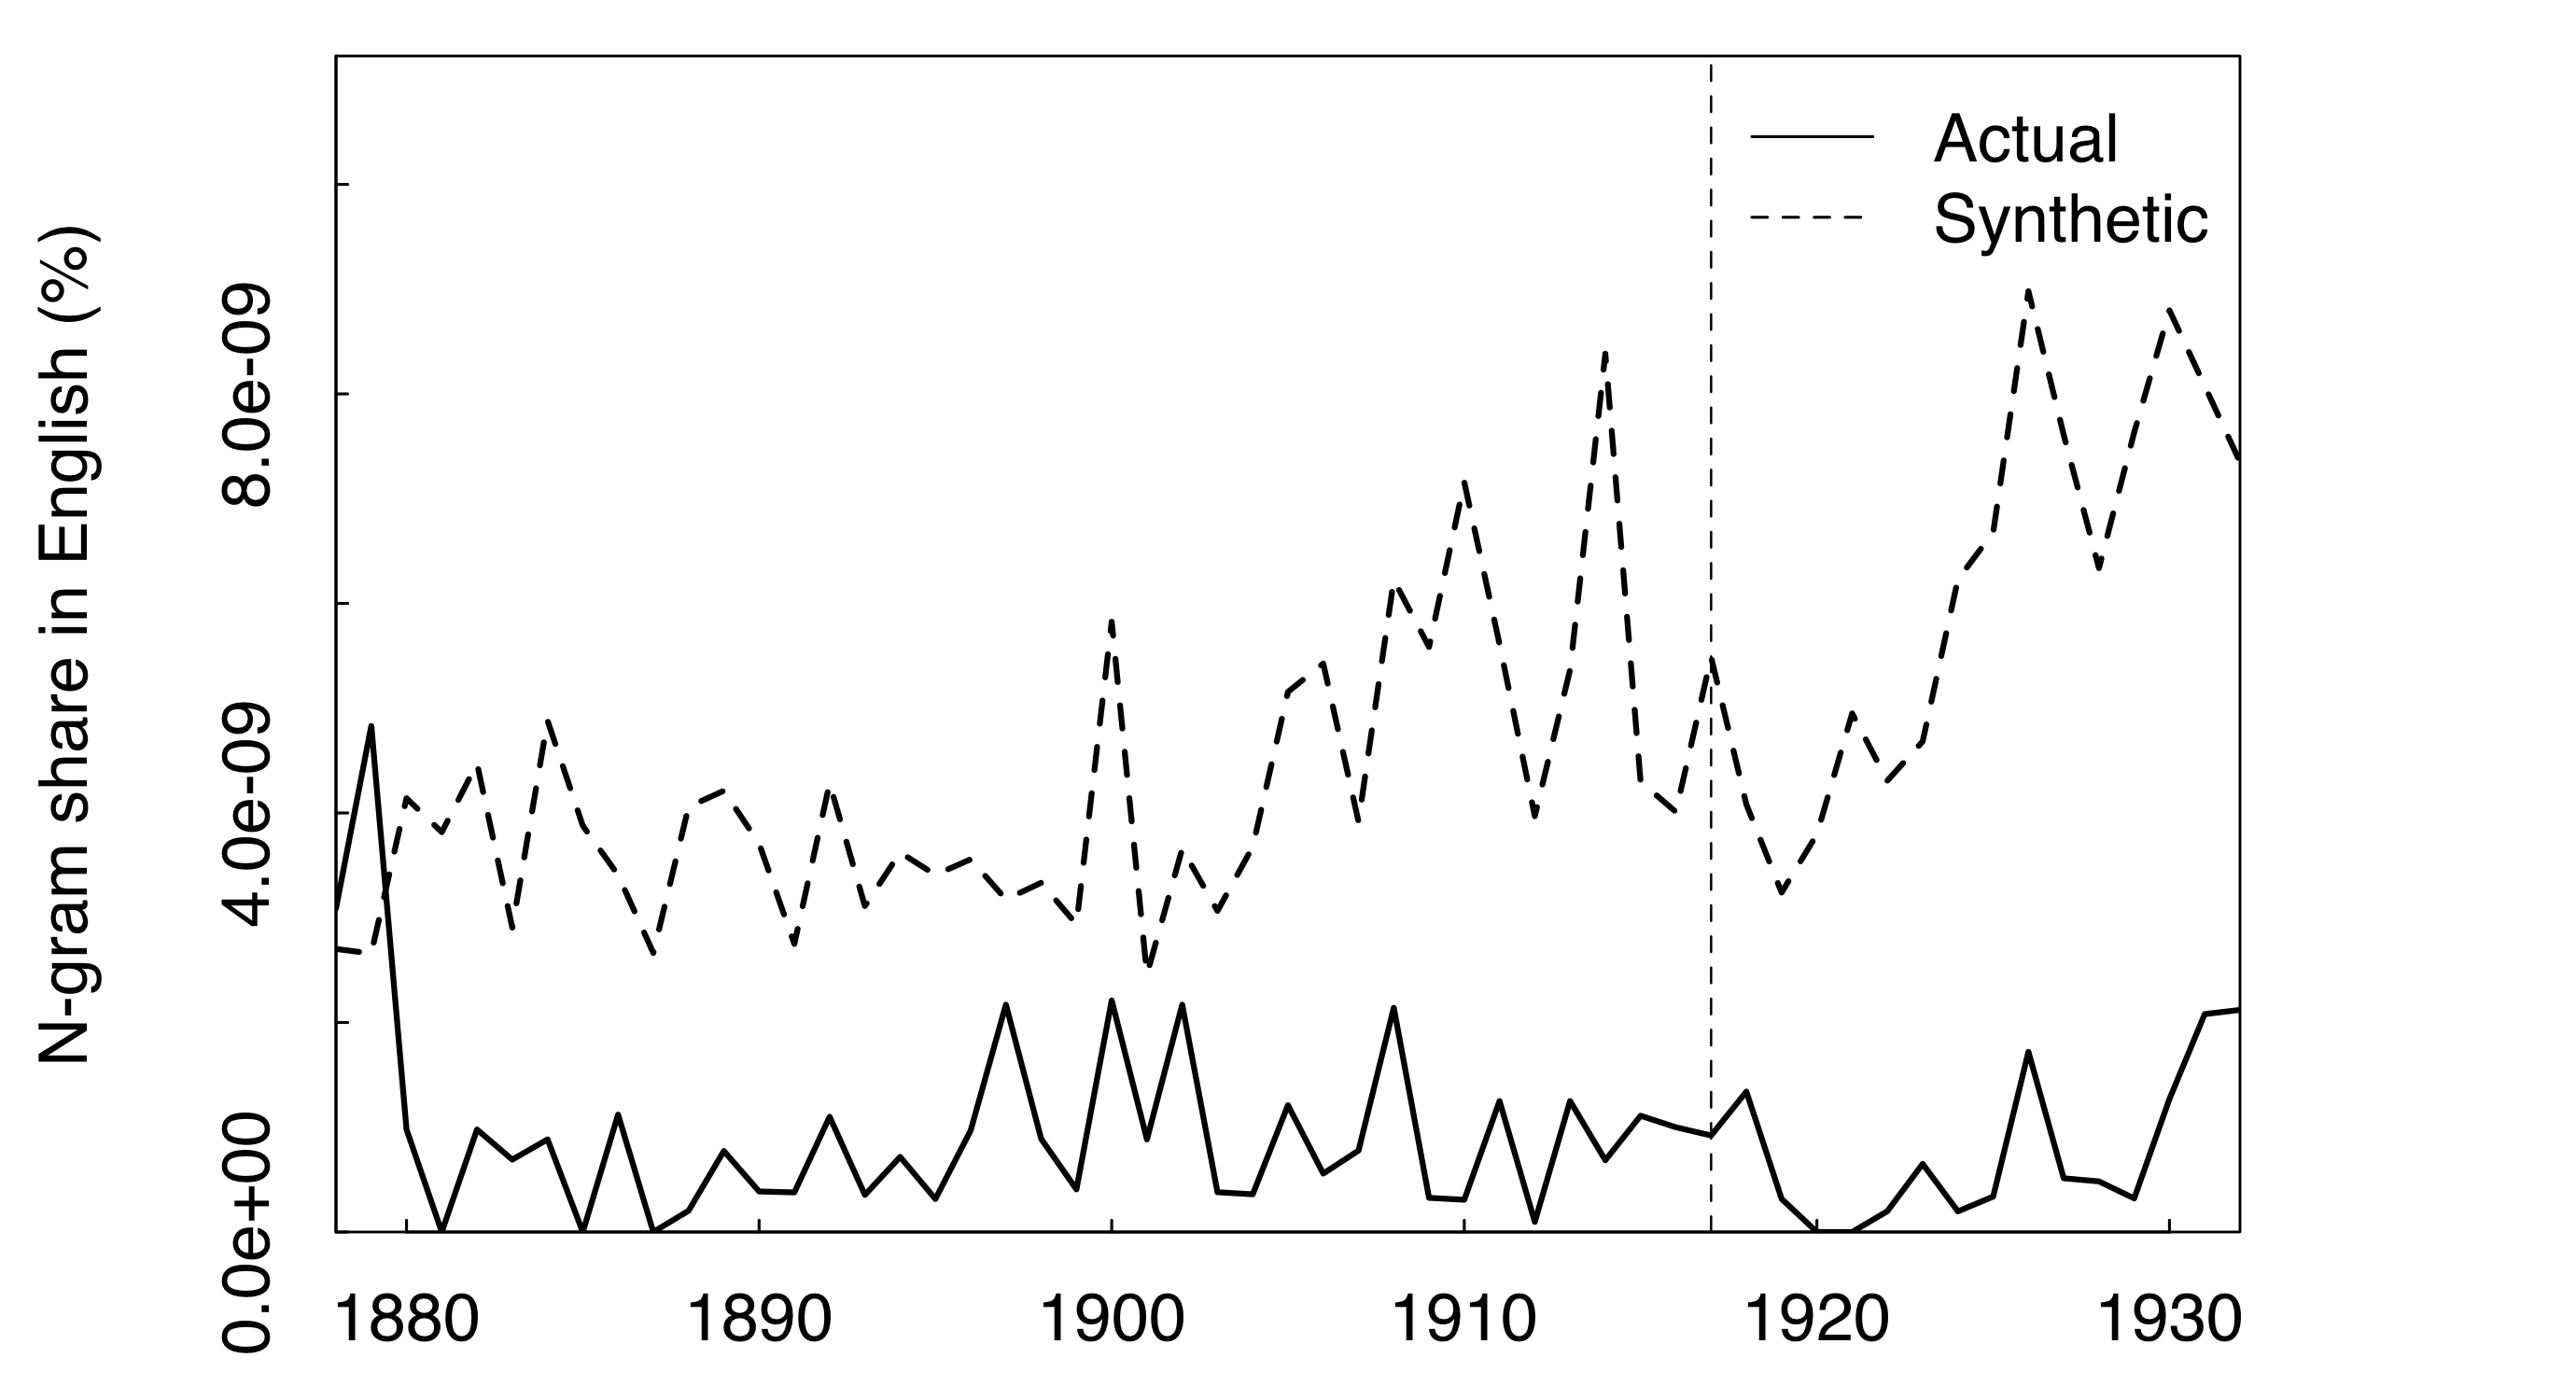 N-gram share in English (%)
8.0e-09
4.0e-09
0.0e+00
Actual
Synthetic
1880 1890 1900 1910 1920 1930